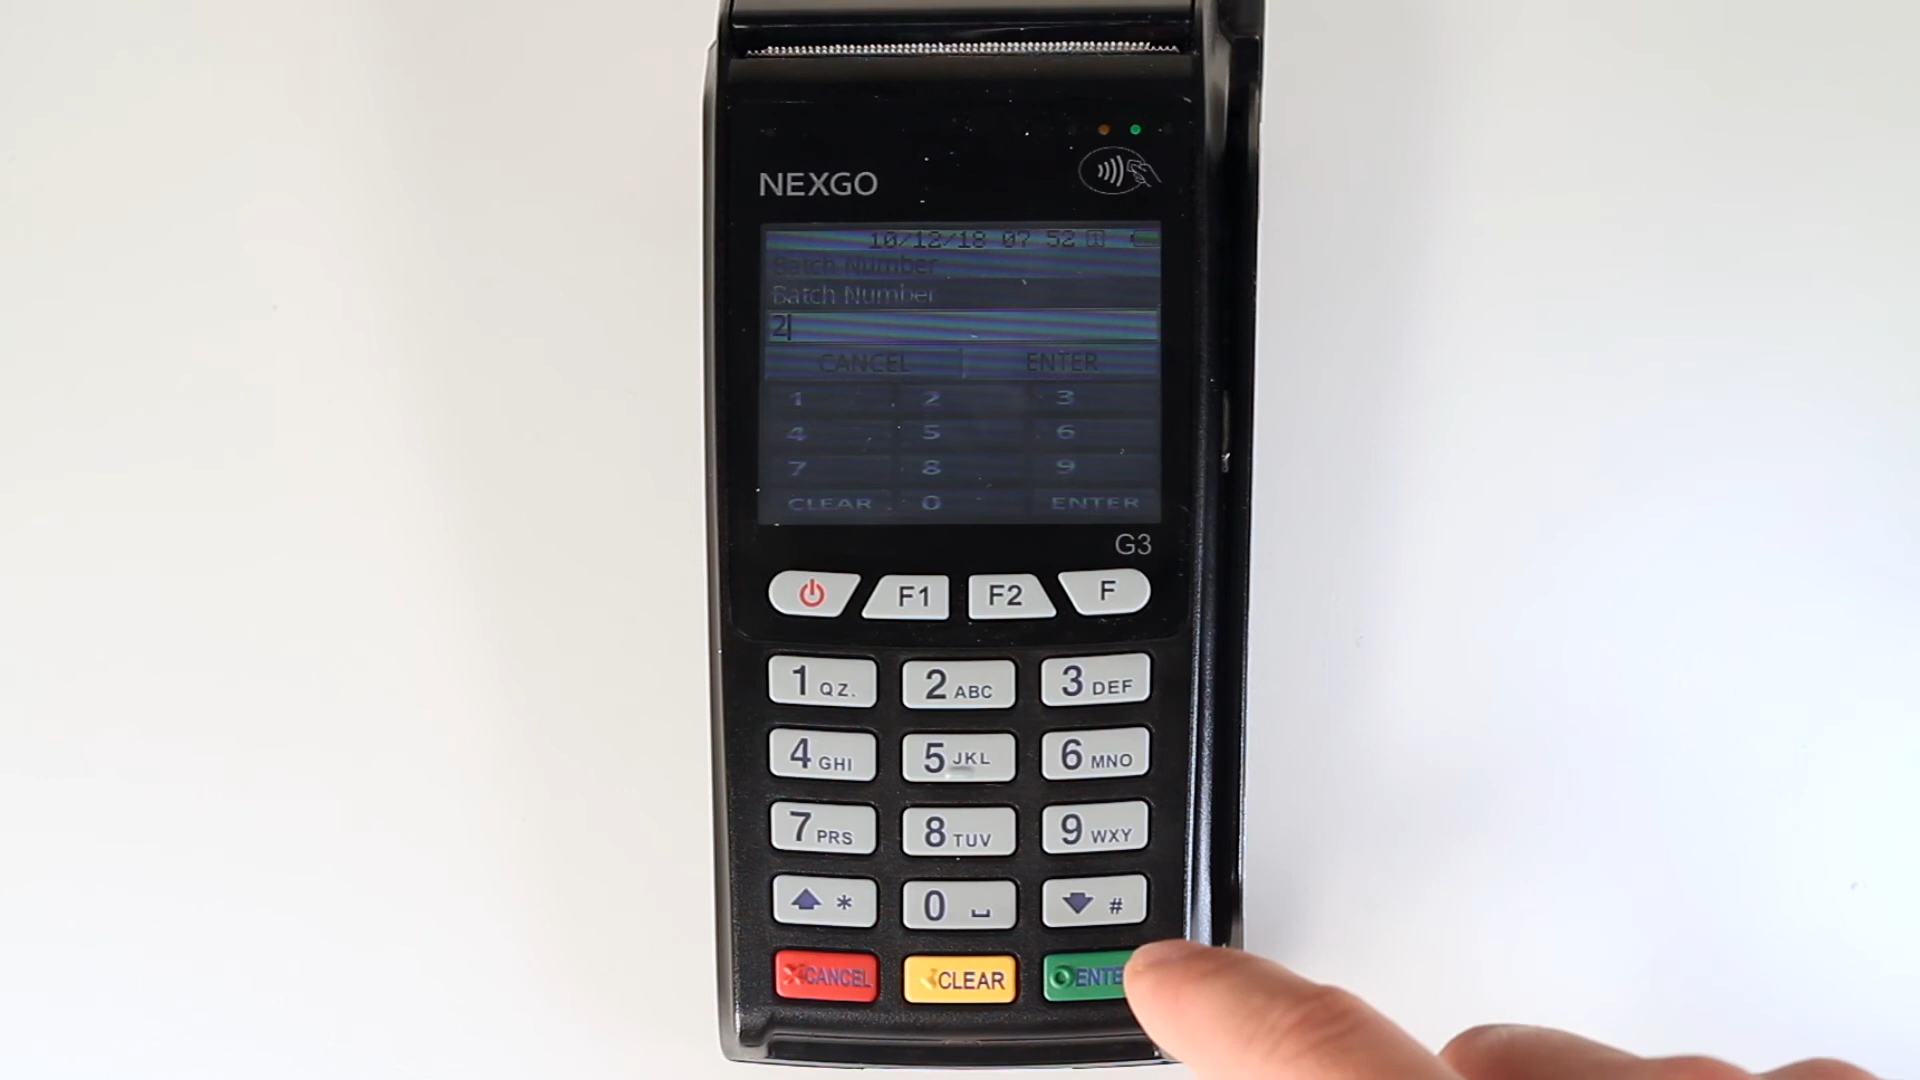 NEXGO
10/12/18 07 52
Batch Number
Batch Number
2
CANCEL ENTER
1 2 3
4 5 6
7 8 9
CLEAR 0 ENTER
G3
F1 F2 F
1 QZ. 2 ABC 3 DEF
4 GHI 5 JKL 6 MNO
7 PRS 8 TUV 9 WXY
* 0 #
CANCEL CLEAR ENTE